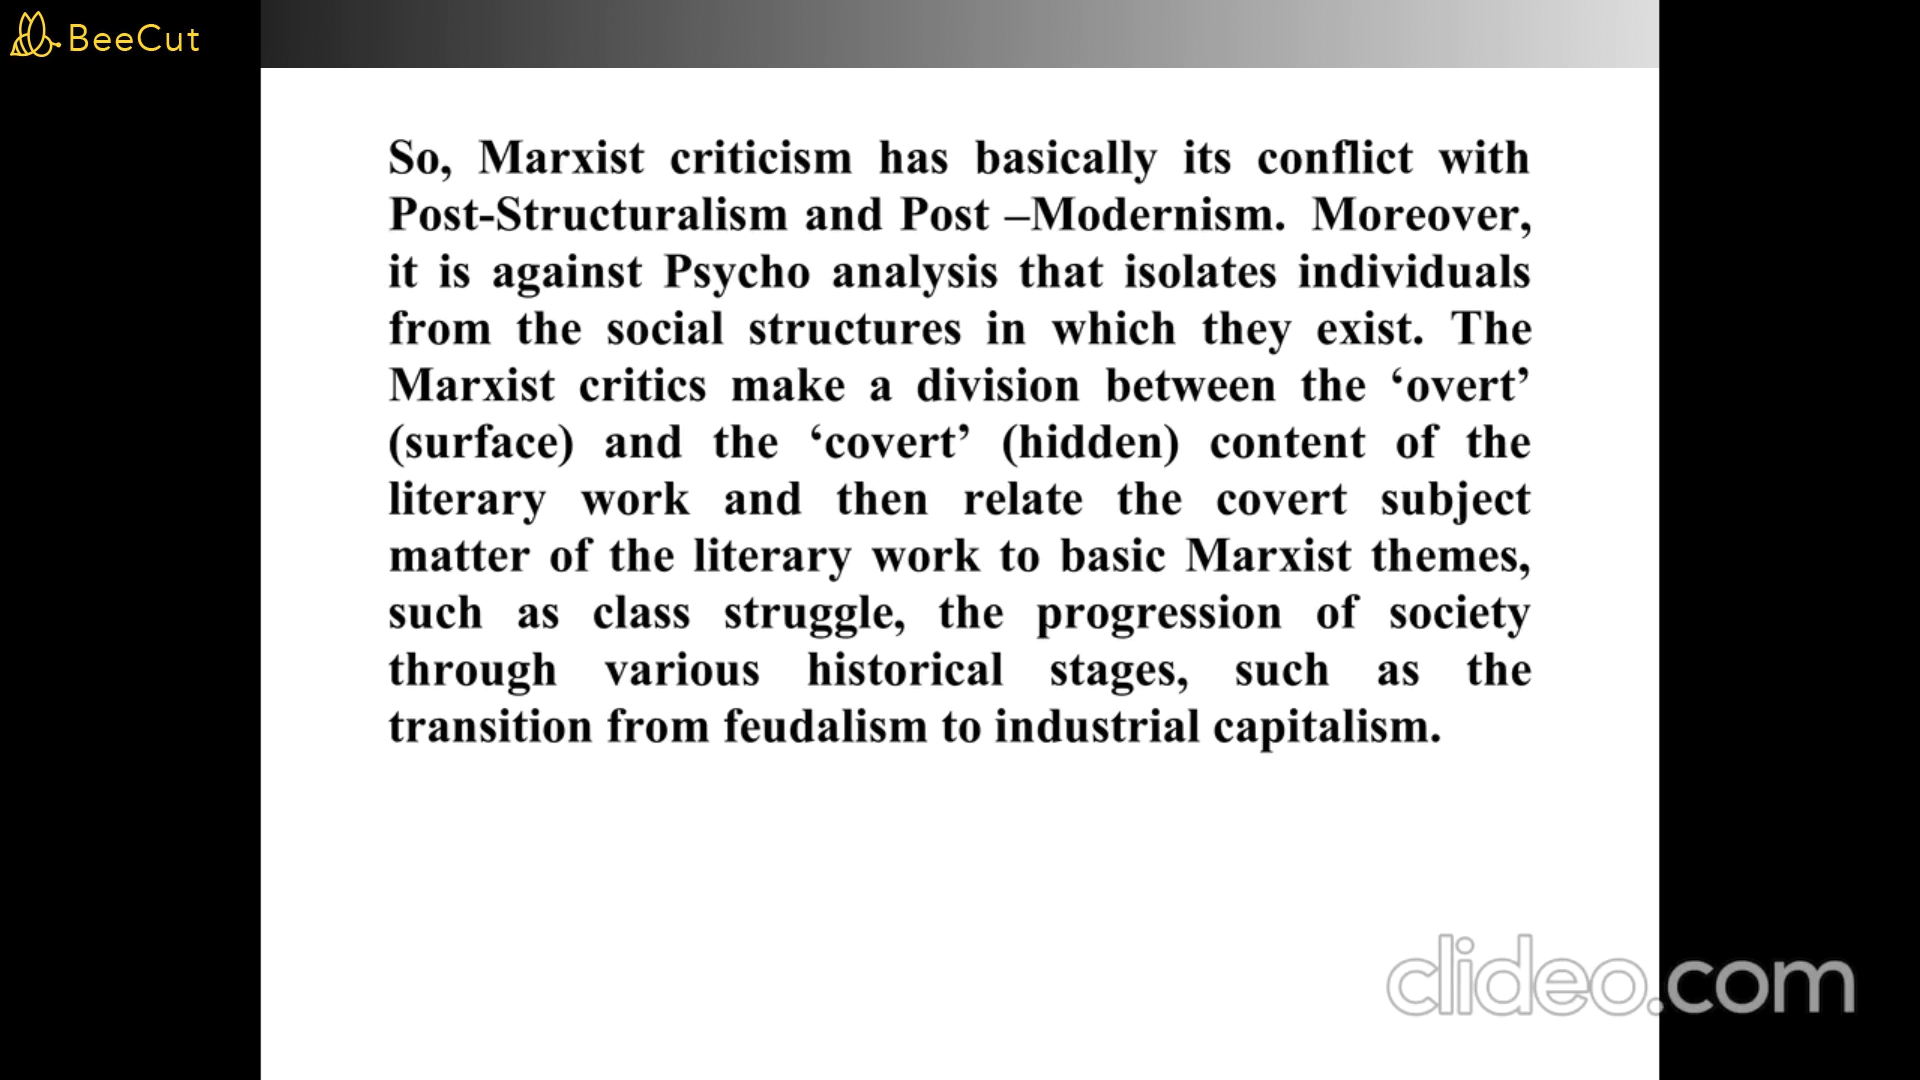 BeeCut
So, Marxist criticism has basically its conflict with
Post-Structuralism and Post –Modernism. Moreover,
it is against Psycho analysis that isolates individuals
from the social structures in which they exist. The
Marxist critics make a division between the ‘overt’
(surface) and the ‘covert’ (hidden) content of the
literary work and then relate the covert subject
matter of the literary work to basic Marxist themes,
such as class struggle, the progression of society
through various historical stages, such as the
transition from feudalism to industrial capitalism.
clideo.com